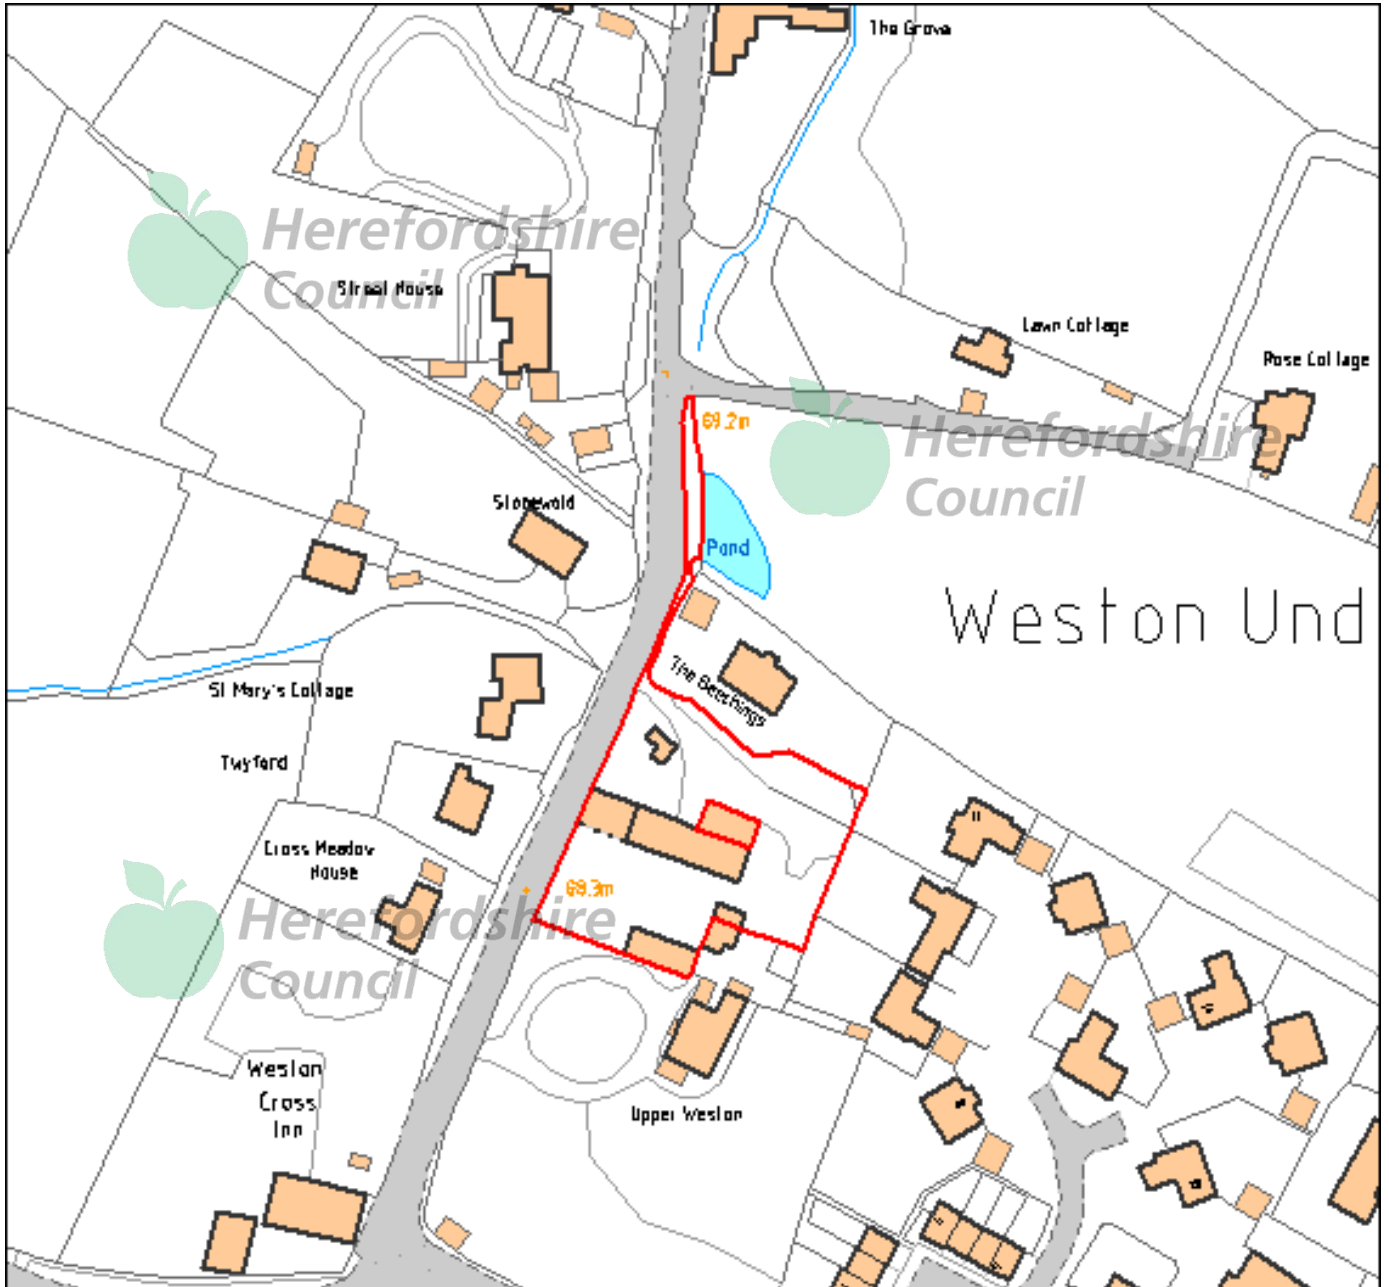 The Grove
Herefordshire
Council
Street House
Lawn Cottage
Rose Cottage
69.2m
Herefordshire
Council
Stonewold
Pond
Weston Und
The Beechings
St Mary's Cottage
Twyford
11
Cross Meadow
House
69.3m
Herefordshire
Council
Weston
Cross
Inn
Upper Weston